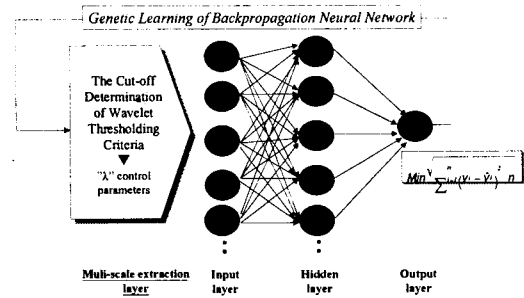 Genetic Learning of Backpropagation Neural Network
The Cut-off
Determination
of Wavelet
Thresholding
Criteria
"λ" control
parameters
Min
Muli-scale extraction
layer
Input
layer
Hidden
layer
Output
layer